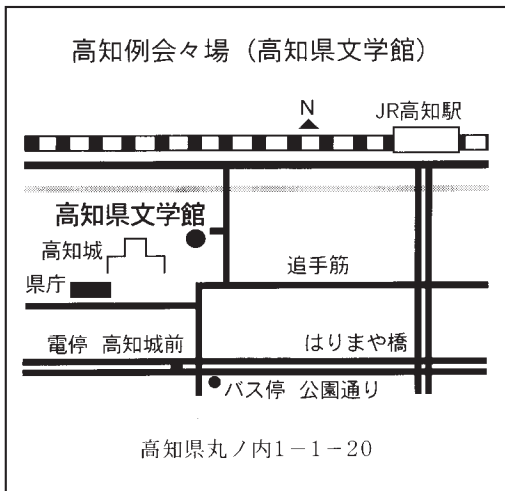 高知例会々場（高知県文学館）
N
JR高知駅
高知県文学館
高知城
追手筋
県庁
電停 高知城前
はりまや橋
バス停 公園通り
高知県丸ノ内1－1－20